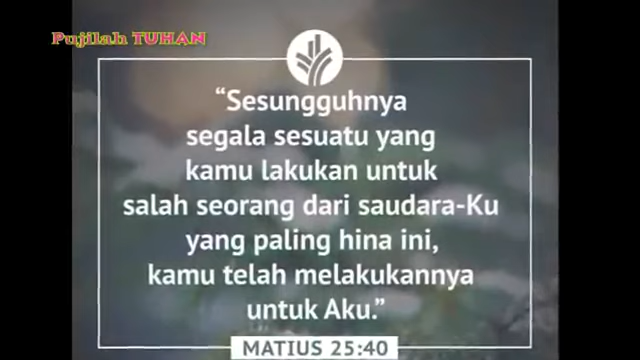 Pujilah TUHAN
“Sesungguhnya
segala sesuatu yang
kamu lakukan untuk
salah seorang dari saudara-Ku
yang paling hina ini,
kamu telah melakukannya
untuk Aku.”
MATIUS 25:40